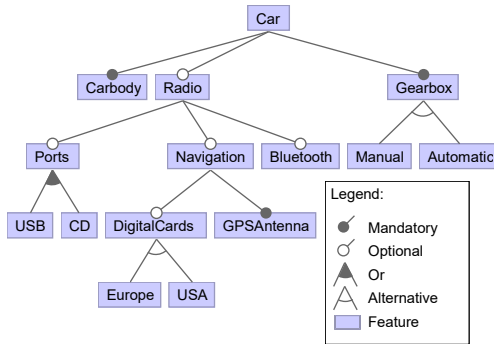 Car
Carbody Radio Gearbox
Ports Navigation Bluetooth Manual Automatic
USB CD DigitalCards GPSAntenna
Europe USA
Legend:
Mandatory
Optional
Or
Alternative
Feature